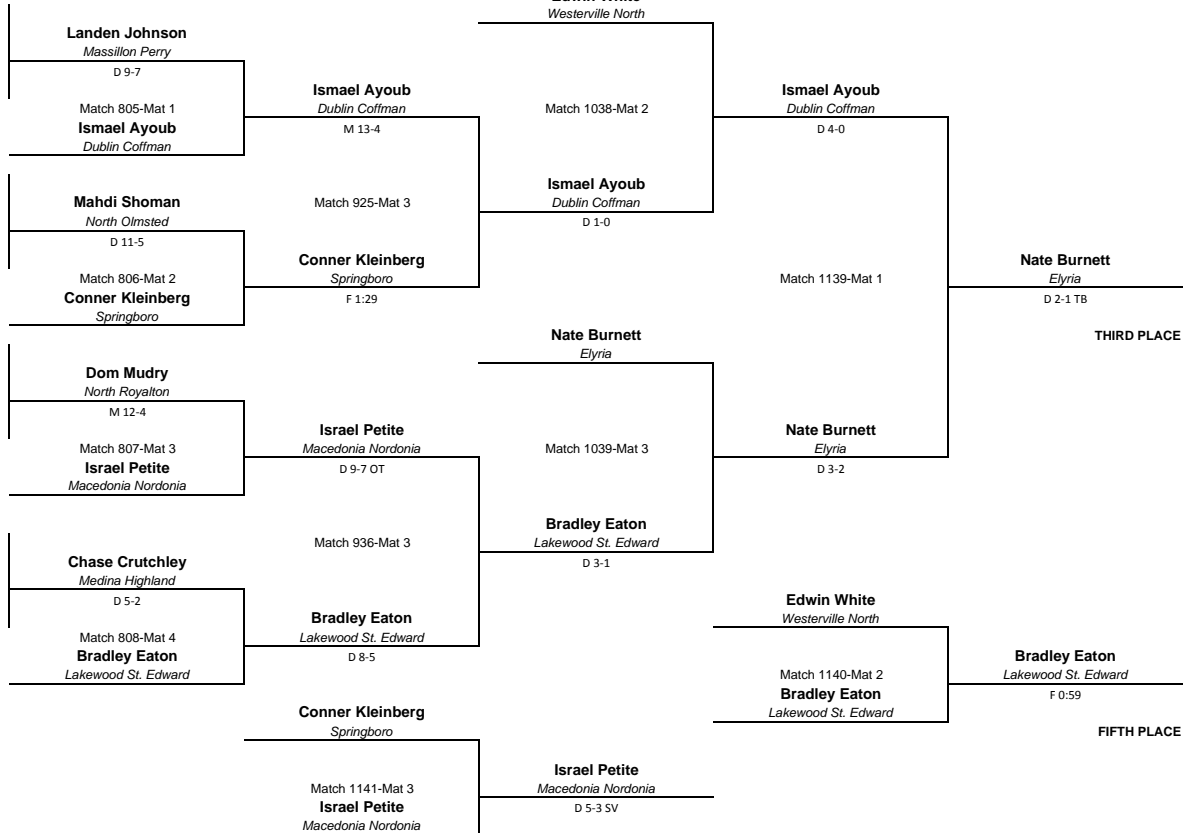 Edwin White
Westerville North
Landen Johnson
Massillon Perry
D 9-7
Match 805-Mat 1
Ismael Ayoub
Dublin Coffman
Ismael Ayoub
Dublin Coffman
M 13-4
Match 1038-Mat 2
Ismael Ayoub
Dublin Coffman
D 4-0
Mahdi Shoman
North Olmsted
D 11-5
Match 806-Mat 2
Conner Kleinberg
Springboro
Match 925-Mat 3
Conner Kleinberg
Springboro
F 1:29
Ismael Ayoub
Dublin Coffman
D 1-0
Match 1139-Mat 1
Nate Burnett
Elyria
D 2-1 TB
THIRD PLACE
Dom Mudry
North Royalton
M 12-4
Match 807-Mat 3
Israel Petite
Macedonia Nordonia
Israel Petite
Macedonia Nordonia
D 9-7 OT
Nate Burnett
Elyria
Match 1039-Mat 3
Nate Burnett
Elyria
D 3-2
Match 936-Mat 3
Bradley Eaton
Lakewood St. Edward
D 3-1
Chase Crutchley
Medina Highland
D 5-2
Match 808-Mat 4
Bradley Eaton
Lakewood St. Edward
Bradley Eaton
Lakewood St. Edward
D 8-5
Edwin White
Westerville North
Match 1140-Mat 2
Bradley Eaton
Lakewood St. Edward
Bradley Eaton
Lakewood St. Edward
F 0:59
FIFTH PLACE
Conner Kleinberg
Springboro
Match 1141-Mat 3
Israel Petite
Macedonia Nordonia
Israel Petite
Macedonia Nordonia
D 5-3 SV